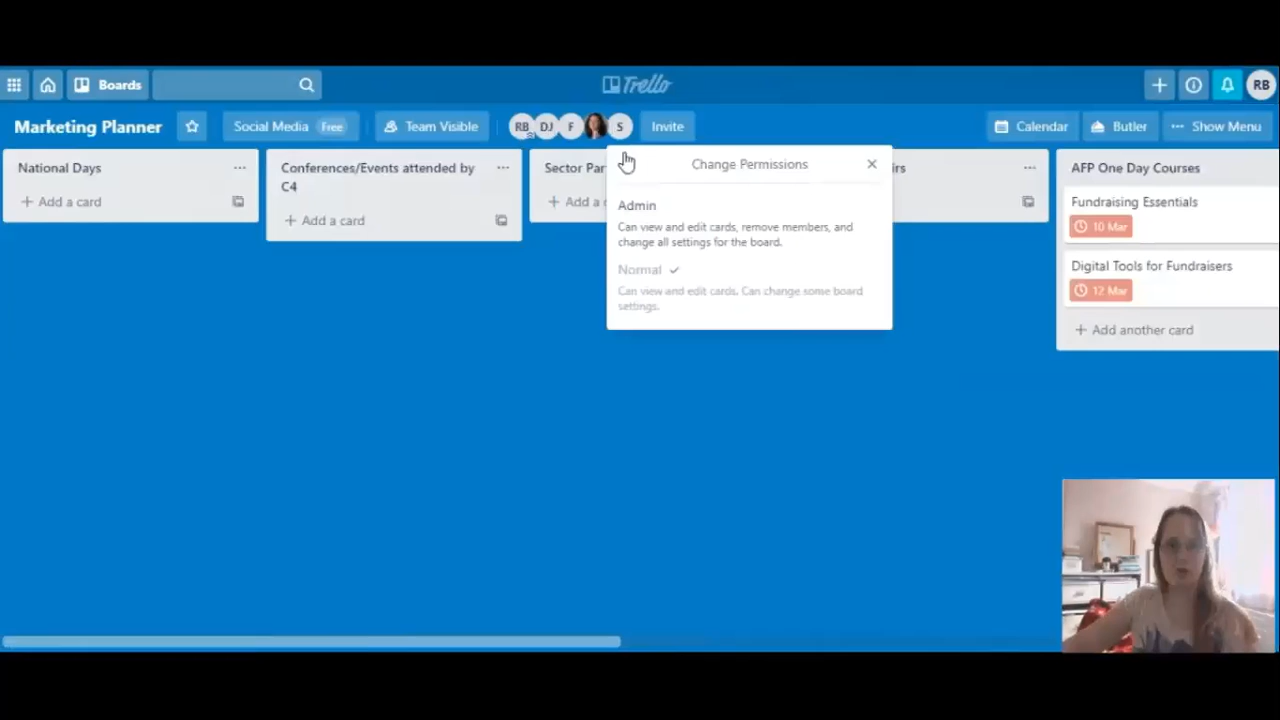 Boards
Trello
RB
Marketing Planner
Social Media Free
Team Visible
RB DJ F S
Invite
Calendar
Butler
Show Menu
National Days
+ Add a card
Conferences/Events attended by
C4
+ Add a card
Sector
+ Add a
Change Permissions
Admin
Can view and edit cards, remove members, and
change all settings for the board.
Normal
Can view and edit cards. Can change some board
settings.
AFP One Day Courses
Fundraising Essentials
10 Mar
Digital Tools for Fundraisers
12 Mar
+ Add another card